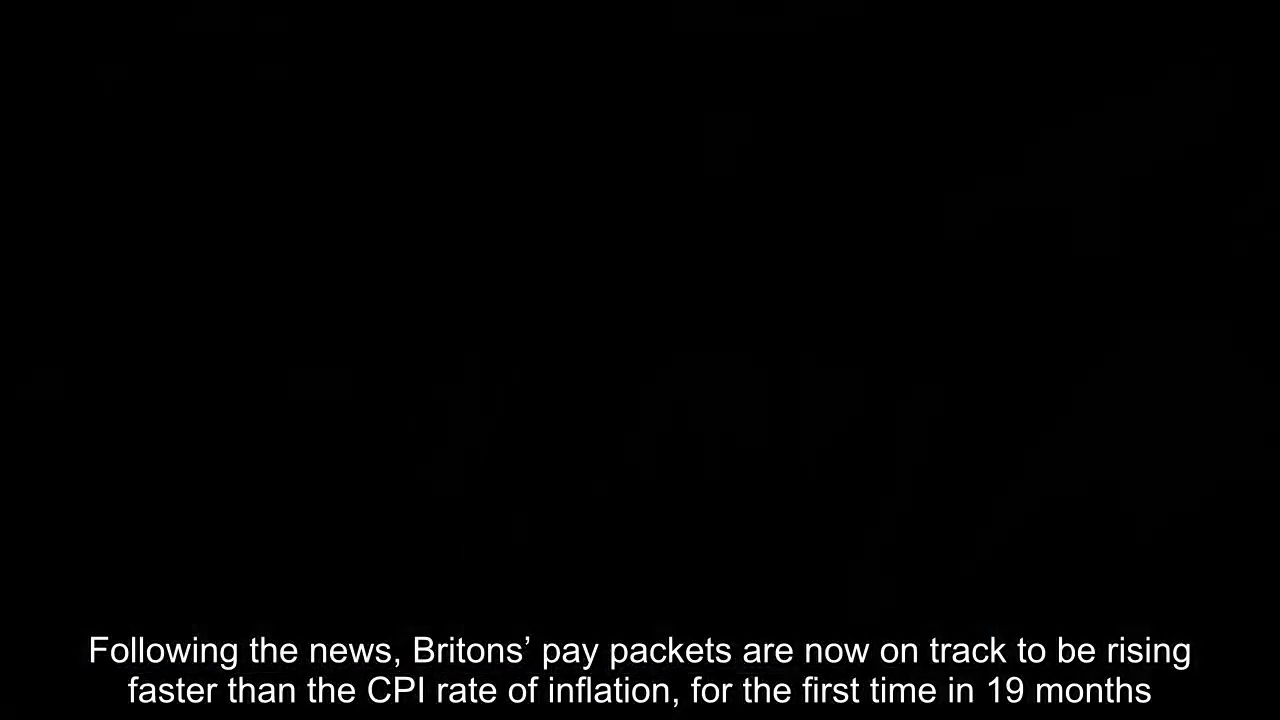 Following the news, Britons’ pay packets are now on track to be rising
faster than the CPI rate of inflation, for the first time in 19 months